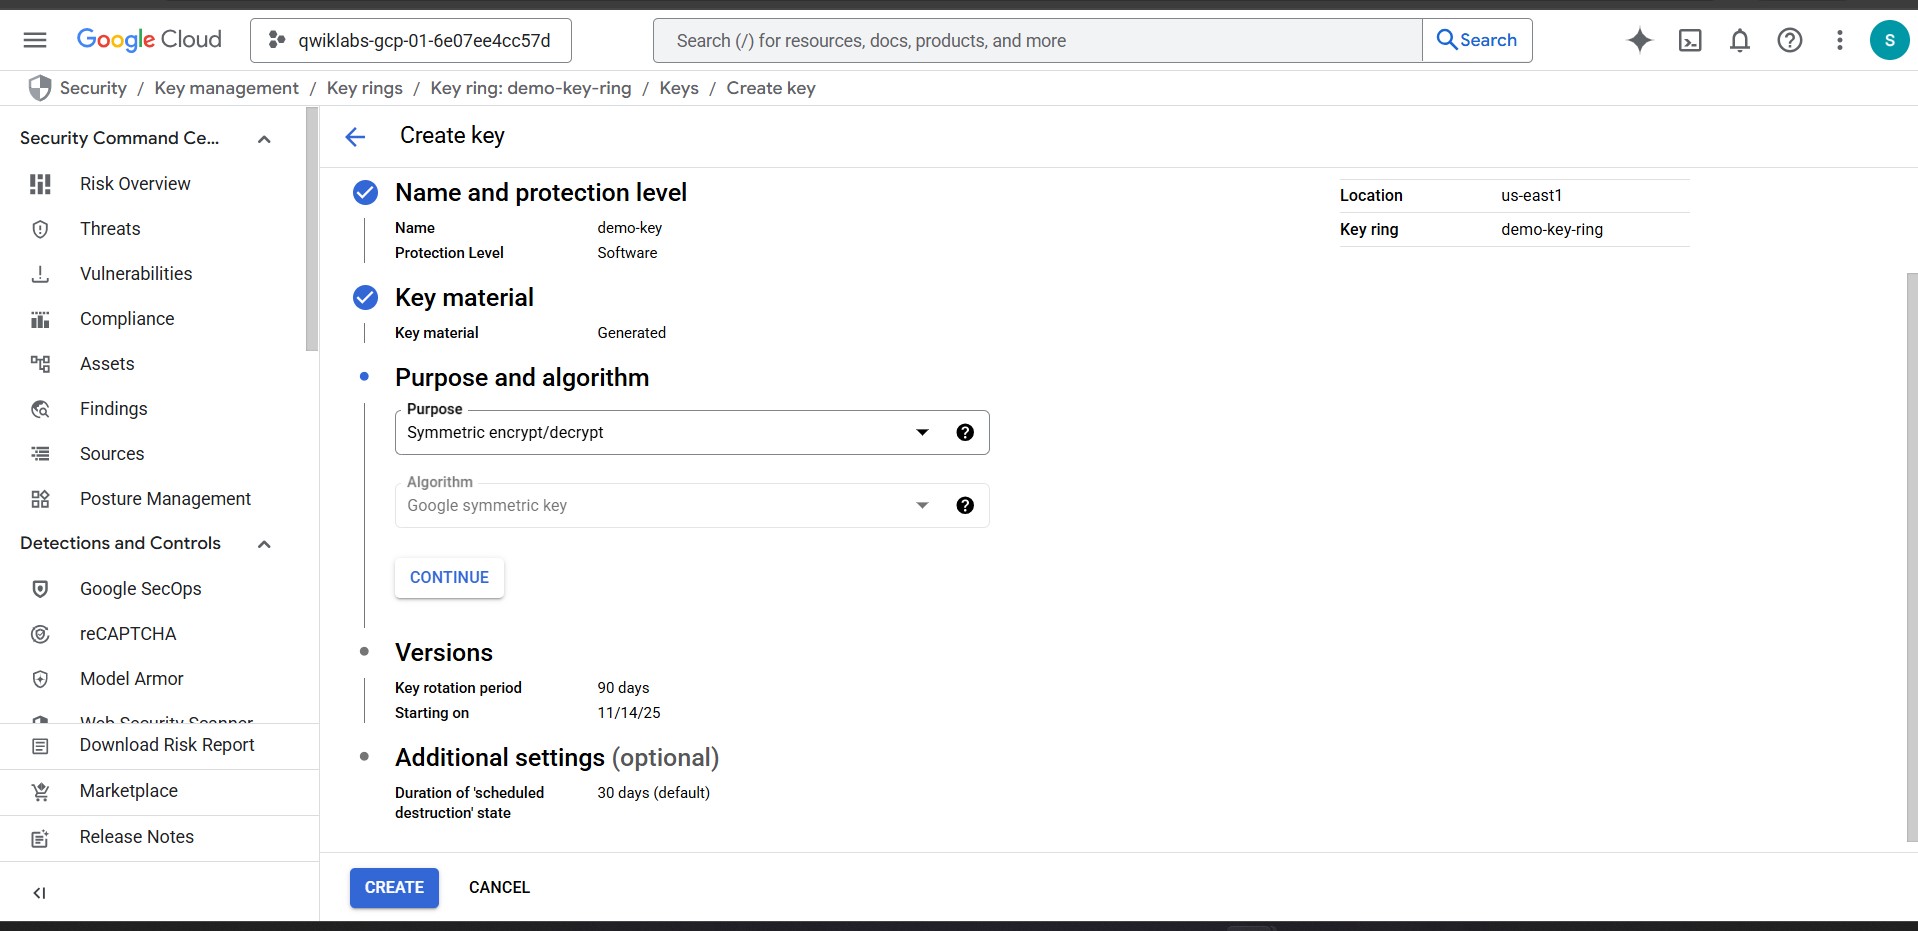 Google Cloud
qwiklabs-gcp-01-6e07ee4cc57d
Search (/) for resources, docs, products, and more
Search
S
Security / Key management / Key rings / Key ring: demo-key-ring / Keys / Create key
Security Command Ce...
Risk Overview
Threats
Vulnerabilities
Compliance
Assets
Findings
Sources
Posture Management
Detections and Controls
Google SecOps
reCAPTCHA
Model Armor
Web Security Scanner
Download Risk Report
Marketplace
Release Notes
Create key
Name and protection level
Name demo-key
Protection Level Software
Key material
Key material Generated
Purpose and algorithm
Purpose
Symmetric encrypt/decrypt
Algorithm
Google symmetric key
CONTINUE
Versions
Key rotation period 90 days
Starting on 11/14/25
Additional settings (optional)
Duration of 'scheduled 30 days (default)
destruction' state
CREATE CANCEL
Location us-east1
Key ring demo-key-ring